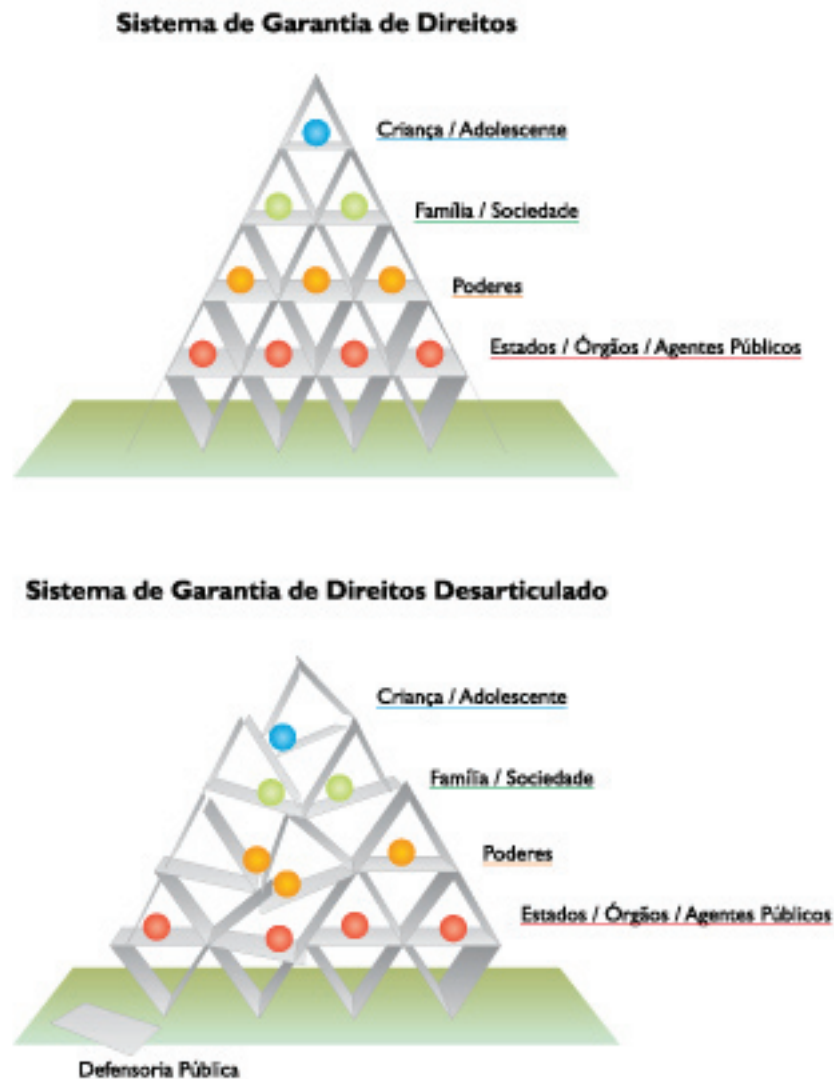 Sistema de Garantia de Direitos
Criança / Adolescente
Família / Sociedade
Poderes
Estados / Órgãos / Agentes Públicos
Sistema de Garantia de Direitos Desarticulado
Criança / Adolescente
Família / Sociedade
Poderes
Estados / Órgãos / Agentes Públicos
Defensoria Pública